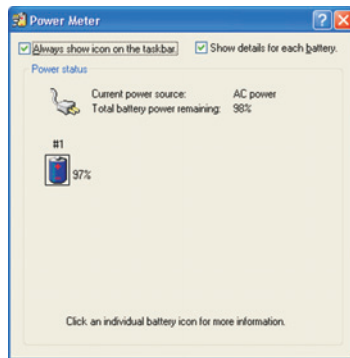 Power Meter
Always show icon on the taskbar.
Show details for each battery.
Power status
Current power source: AC power
Total battery power remaining: 98%
#1
97%
Click an individual battery icon for more information.